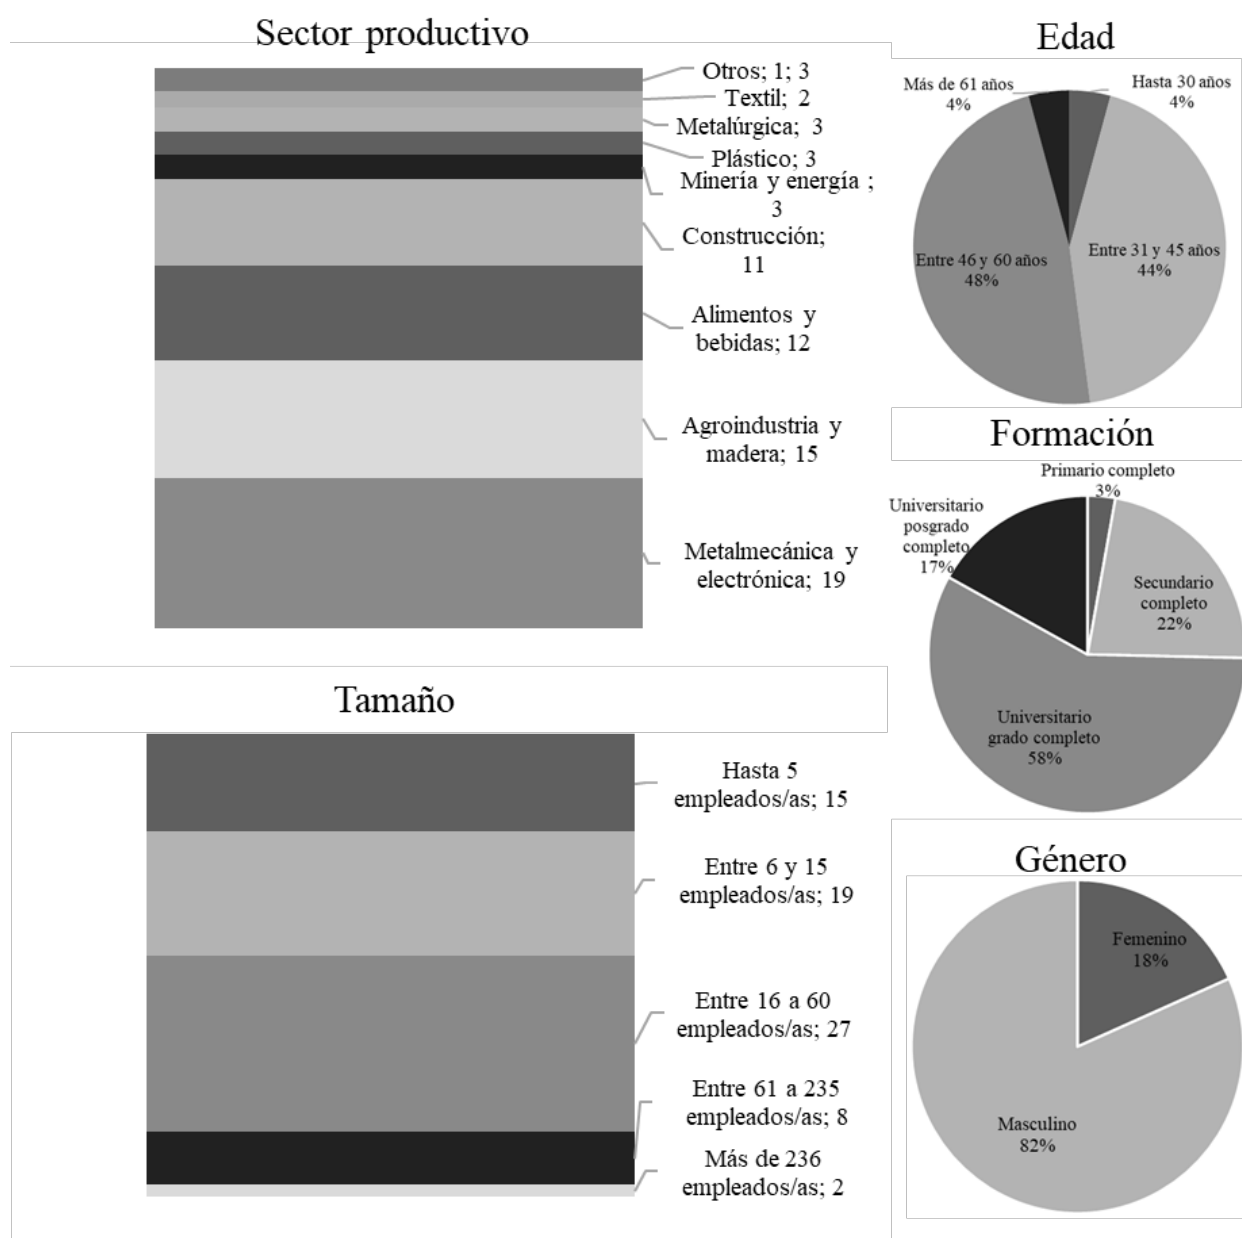 Sector productivo
Otros; 1; 3
Textil; 2
Metalúrgica; 3
Plástico; 3
Minería y energía ;
3
Construcción;
11
Alimentos y
bebidas; 12
Agroindustria y
madera; 15
Metalmecánica y
electrónica; 19
Tamaño
Hasta 5
empleados/as; 15
Entre 6 y 15
empleados/as; 19
Entre 16 a 60
empleados/as; 27
Entre 61 a 235
empleados/as; 8
Más de 236
empleados/as; 2
Edad
Más de 61 años
4%
Hasta 30 años
4%
Entre 46 y 60 años
48%
Entre 31 y 45 años
44%
Formación
Primario completo
3%
Universitario
posgrado
completo
17%
Secundario
completo
22%
Universitario
grado completo
58%
Género
Femenino
18%
Masculino
82%